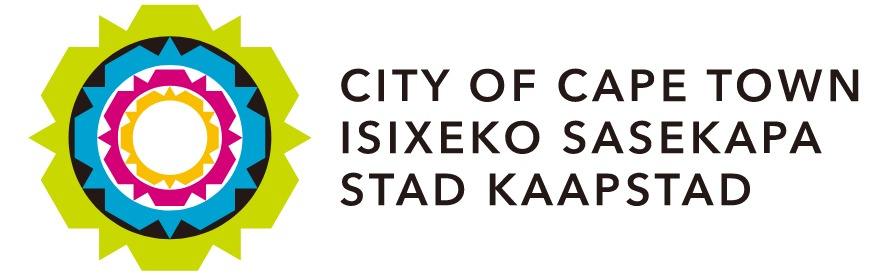 CITY OF CAPE TOWN
ISIXEKO SASEKAPA
STAD KAAPSTAD